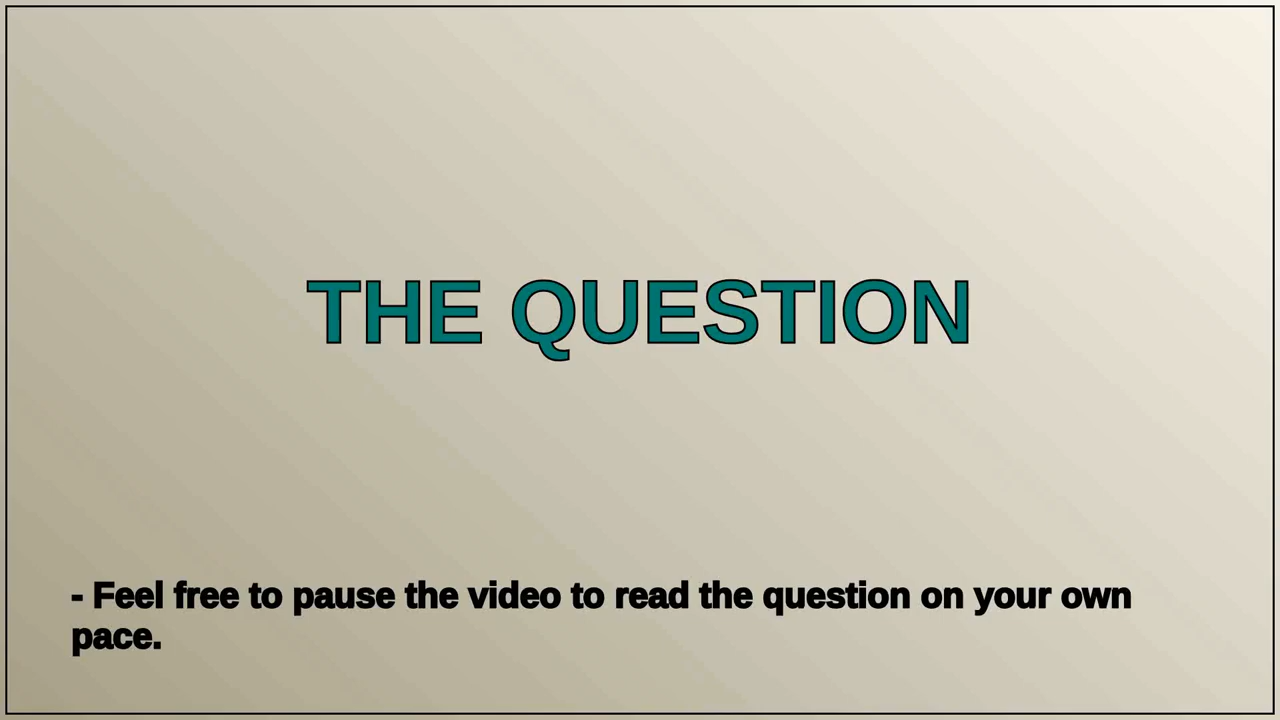 THE QUESTION
- Feel free to pause the video to read the question on your own
pace.